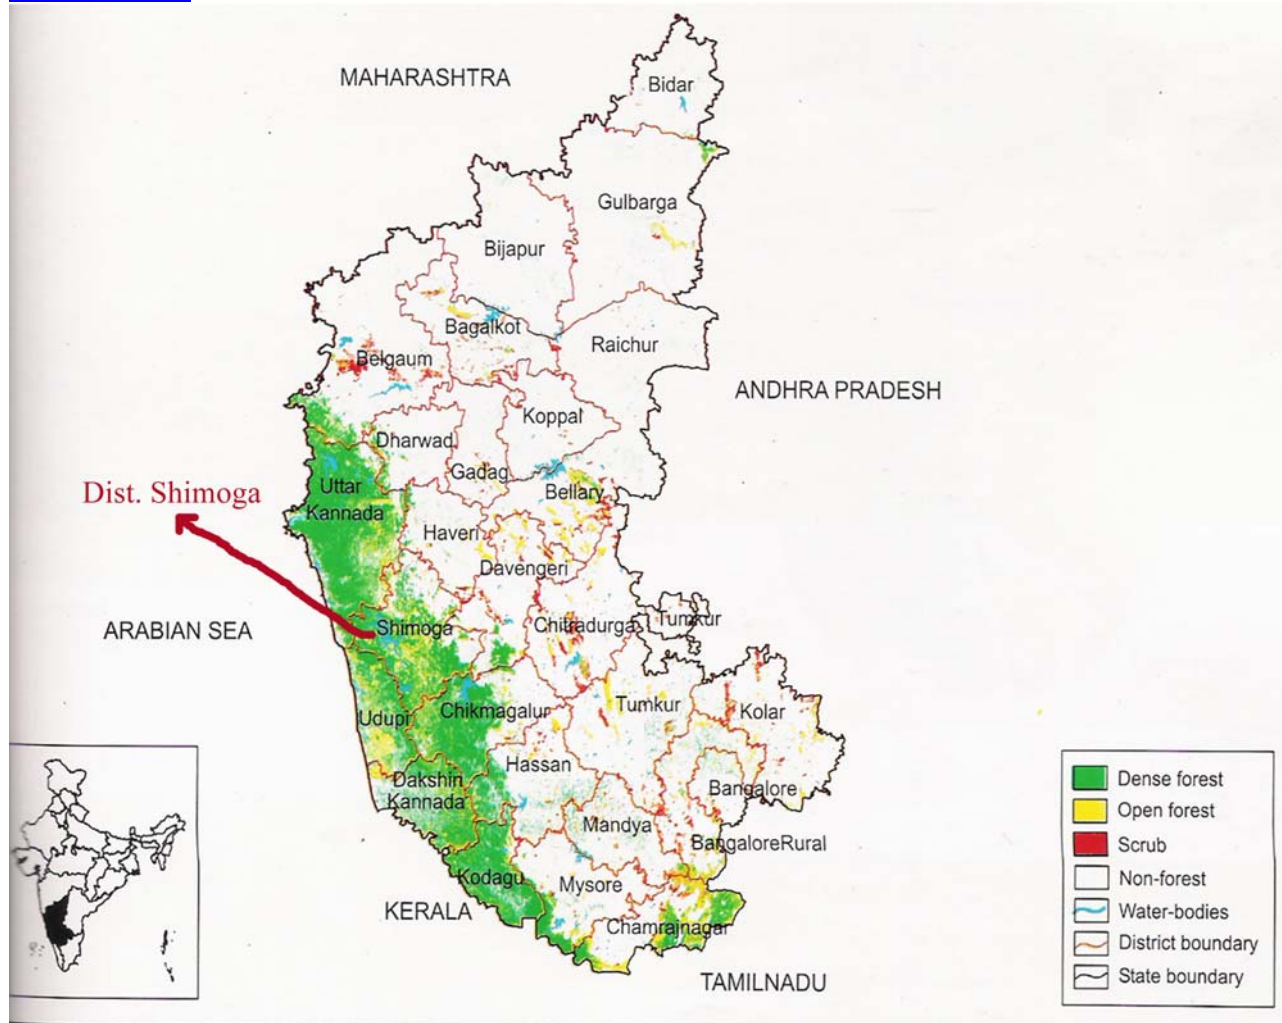 MAHARASHTRA
Bidar
Gulbarga
Bijapur
Bagalkot
Raichur
Belgaum
ANDHRA PRADESH
Koppal
Dharwad
Gadag
Uttar
Kannada
Bellary
Dist. Shimoga
Haveri
Davengeri
ARABIAN SEA
Shimoga
Chitradurga
Tumkur
Chikmagalur
Tumkur
Kolar
Udupi
Hassan
Dakshin
Kannada
Bangalore
Mandya
BangaloreRural
Kodagu
Mysore
KERALA
Chamrajnagar
TAMILNADU
Dense forest
Open forest
Scrub
Non-forest
Water-bodies
District boundary
State boundary